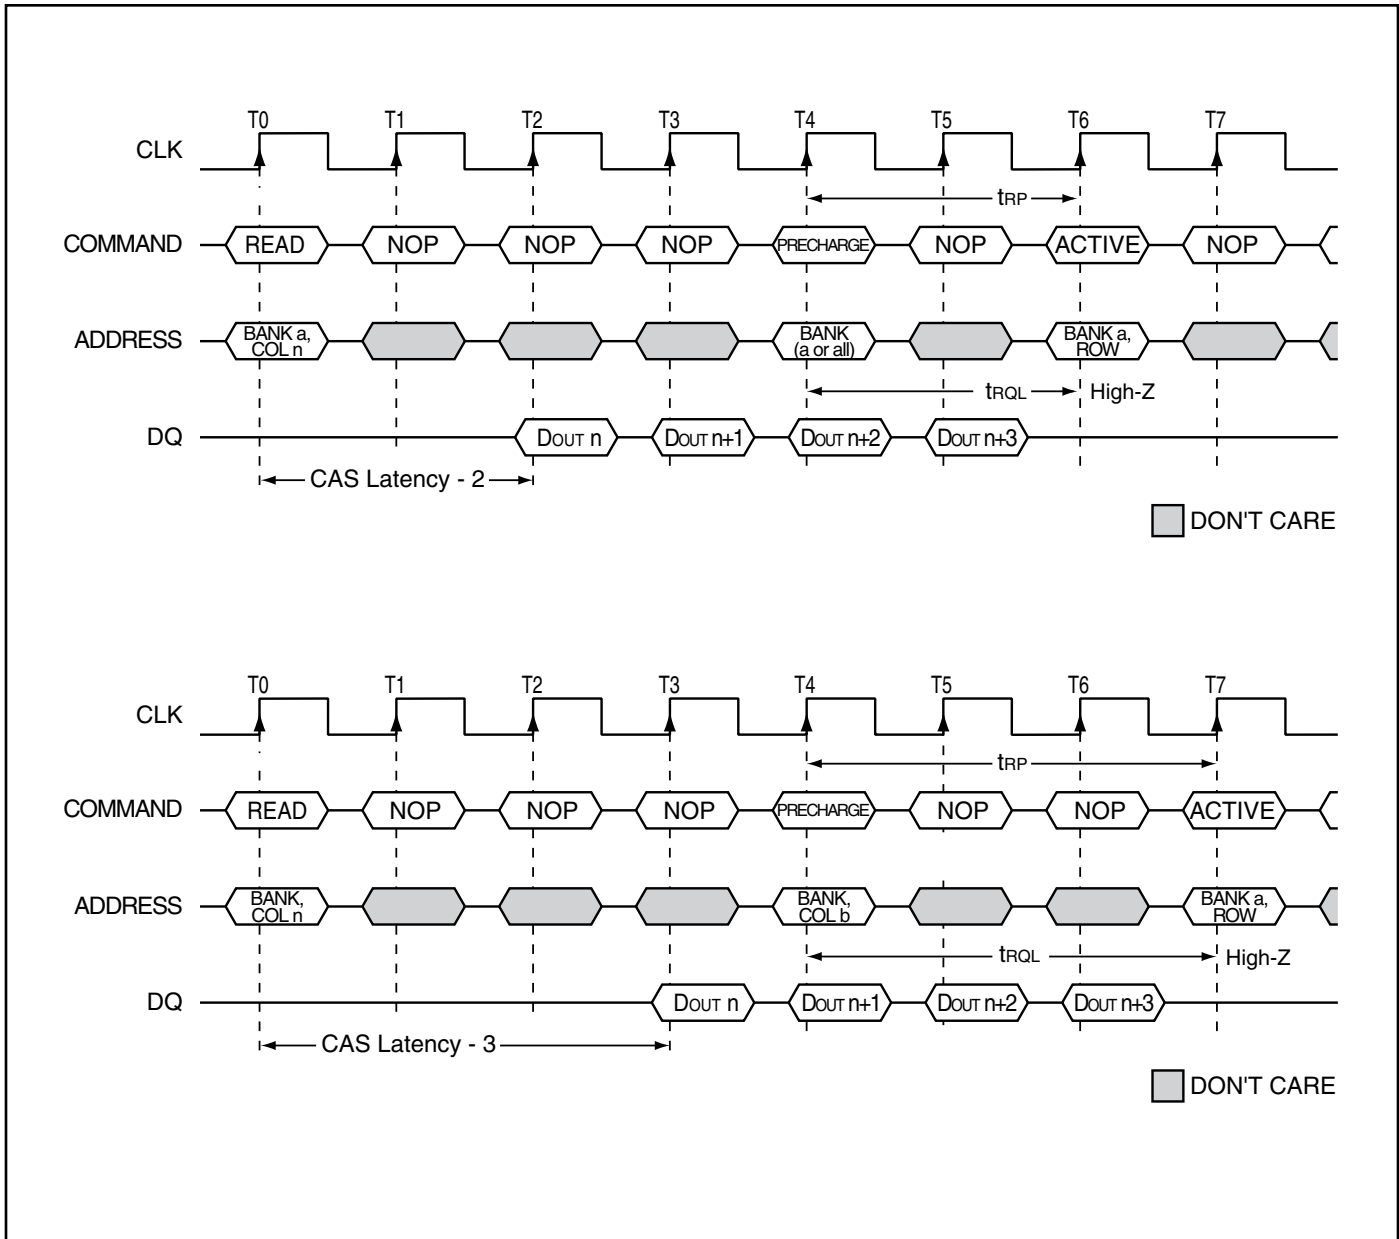 T0 T1 T2 T3 T4 T5 T6 T7
CLK
tRP
COMMAND READ NOP NOP NOP PRECHARGE NOP ACTIVE NOP
ADDRESS BANK a, COL n BANK (a or all) BANK a, ROW
tRQL High-Z
DQ DOUT n DOUT n+1 DOUT n+2 DOUT n+3
CAS Latency - 2
DON'T CARE
T0 T1 T2 T3 T4 T5 T6 T7
CLK
tRP
COMMAND READ NOP NOP NOP PRECHARGE NOP NOP ACTIVE
ADDRESS BANK, COL n BANK, COL b BANK a, ROW
tRQL High-Z
DQ DOUT n DOUT n+1 DOUT n+2 DOUT n+3
CAS Latency - 3
DON'T CARE